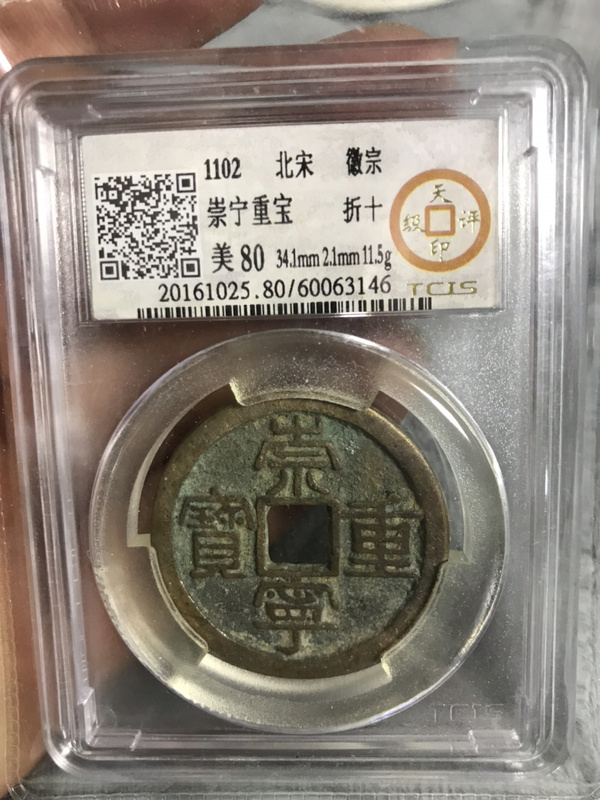 1102 北宋 徽宗
崇宁重宝 折十
美80 34.1mm 2.1mm 11.5g
20161025.80/60063146
天
评级
印
TCIS
崇
寶 重
寧
TCIS